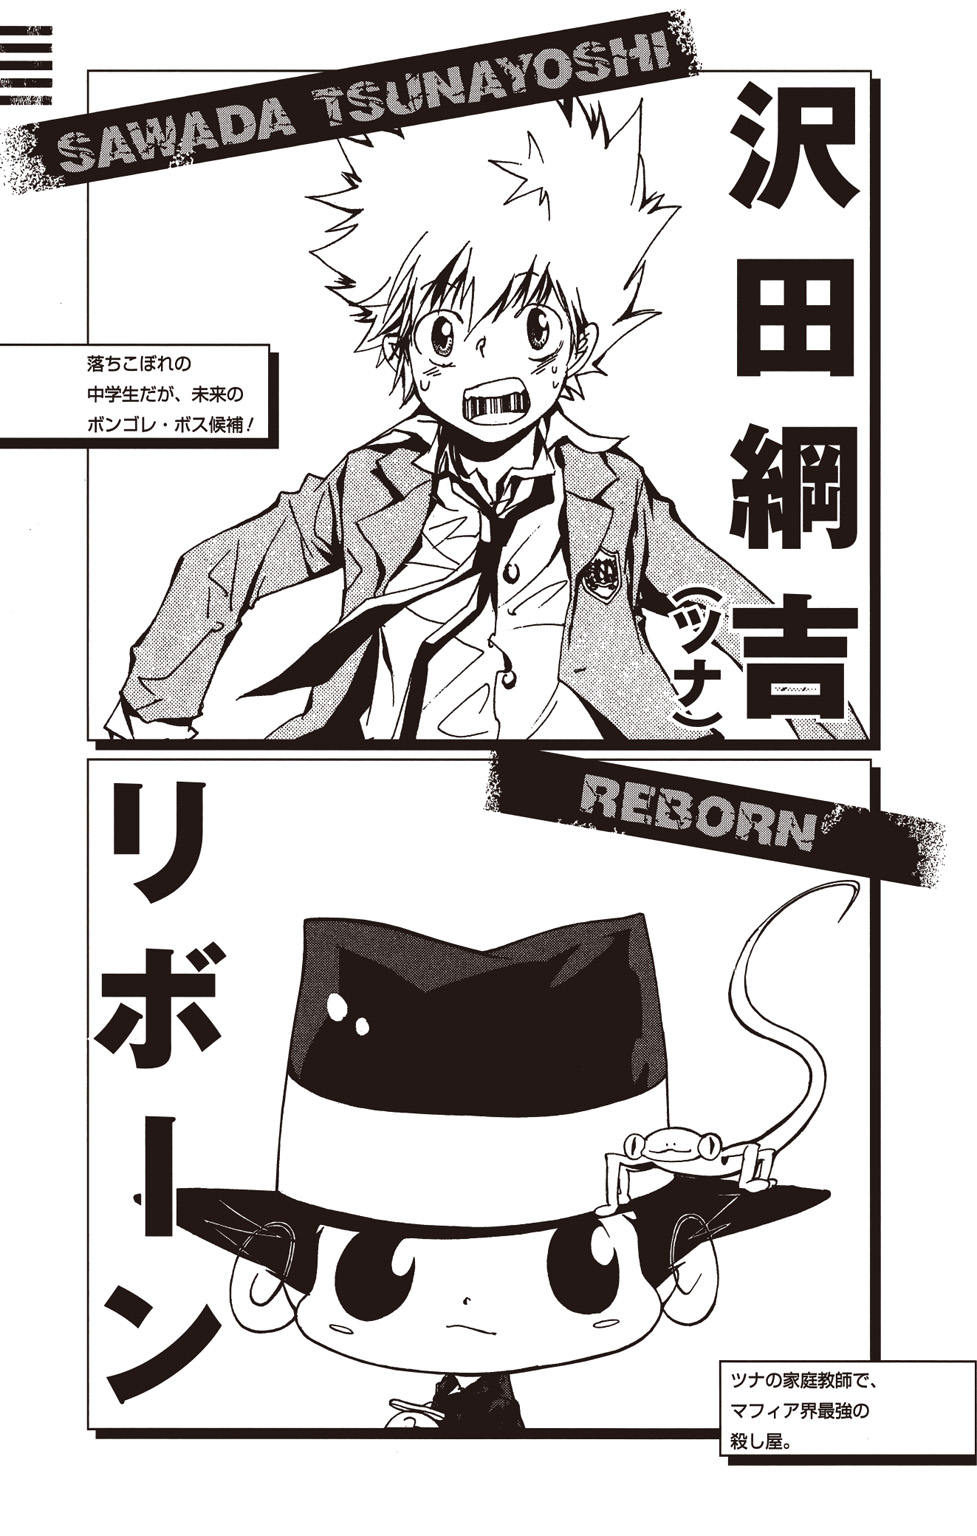 SAWADA TSUNAYOSHI
沢田綱吉
（ツナ）
落ちこぼれの
中学生だが、未来の
ボンゴレ・ボス候補！
REBORN
リボーン
ツナの家庭教師で、
マフィア界最強の
殺し屋。